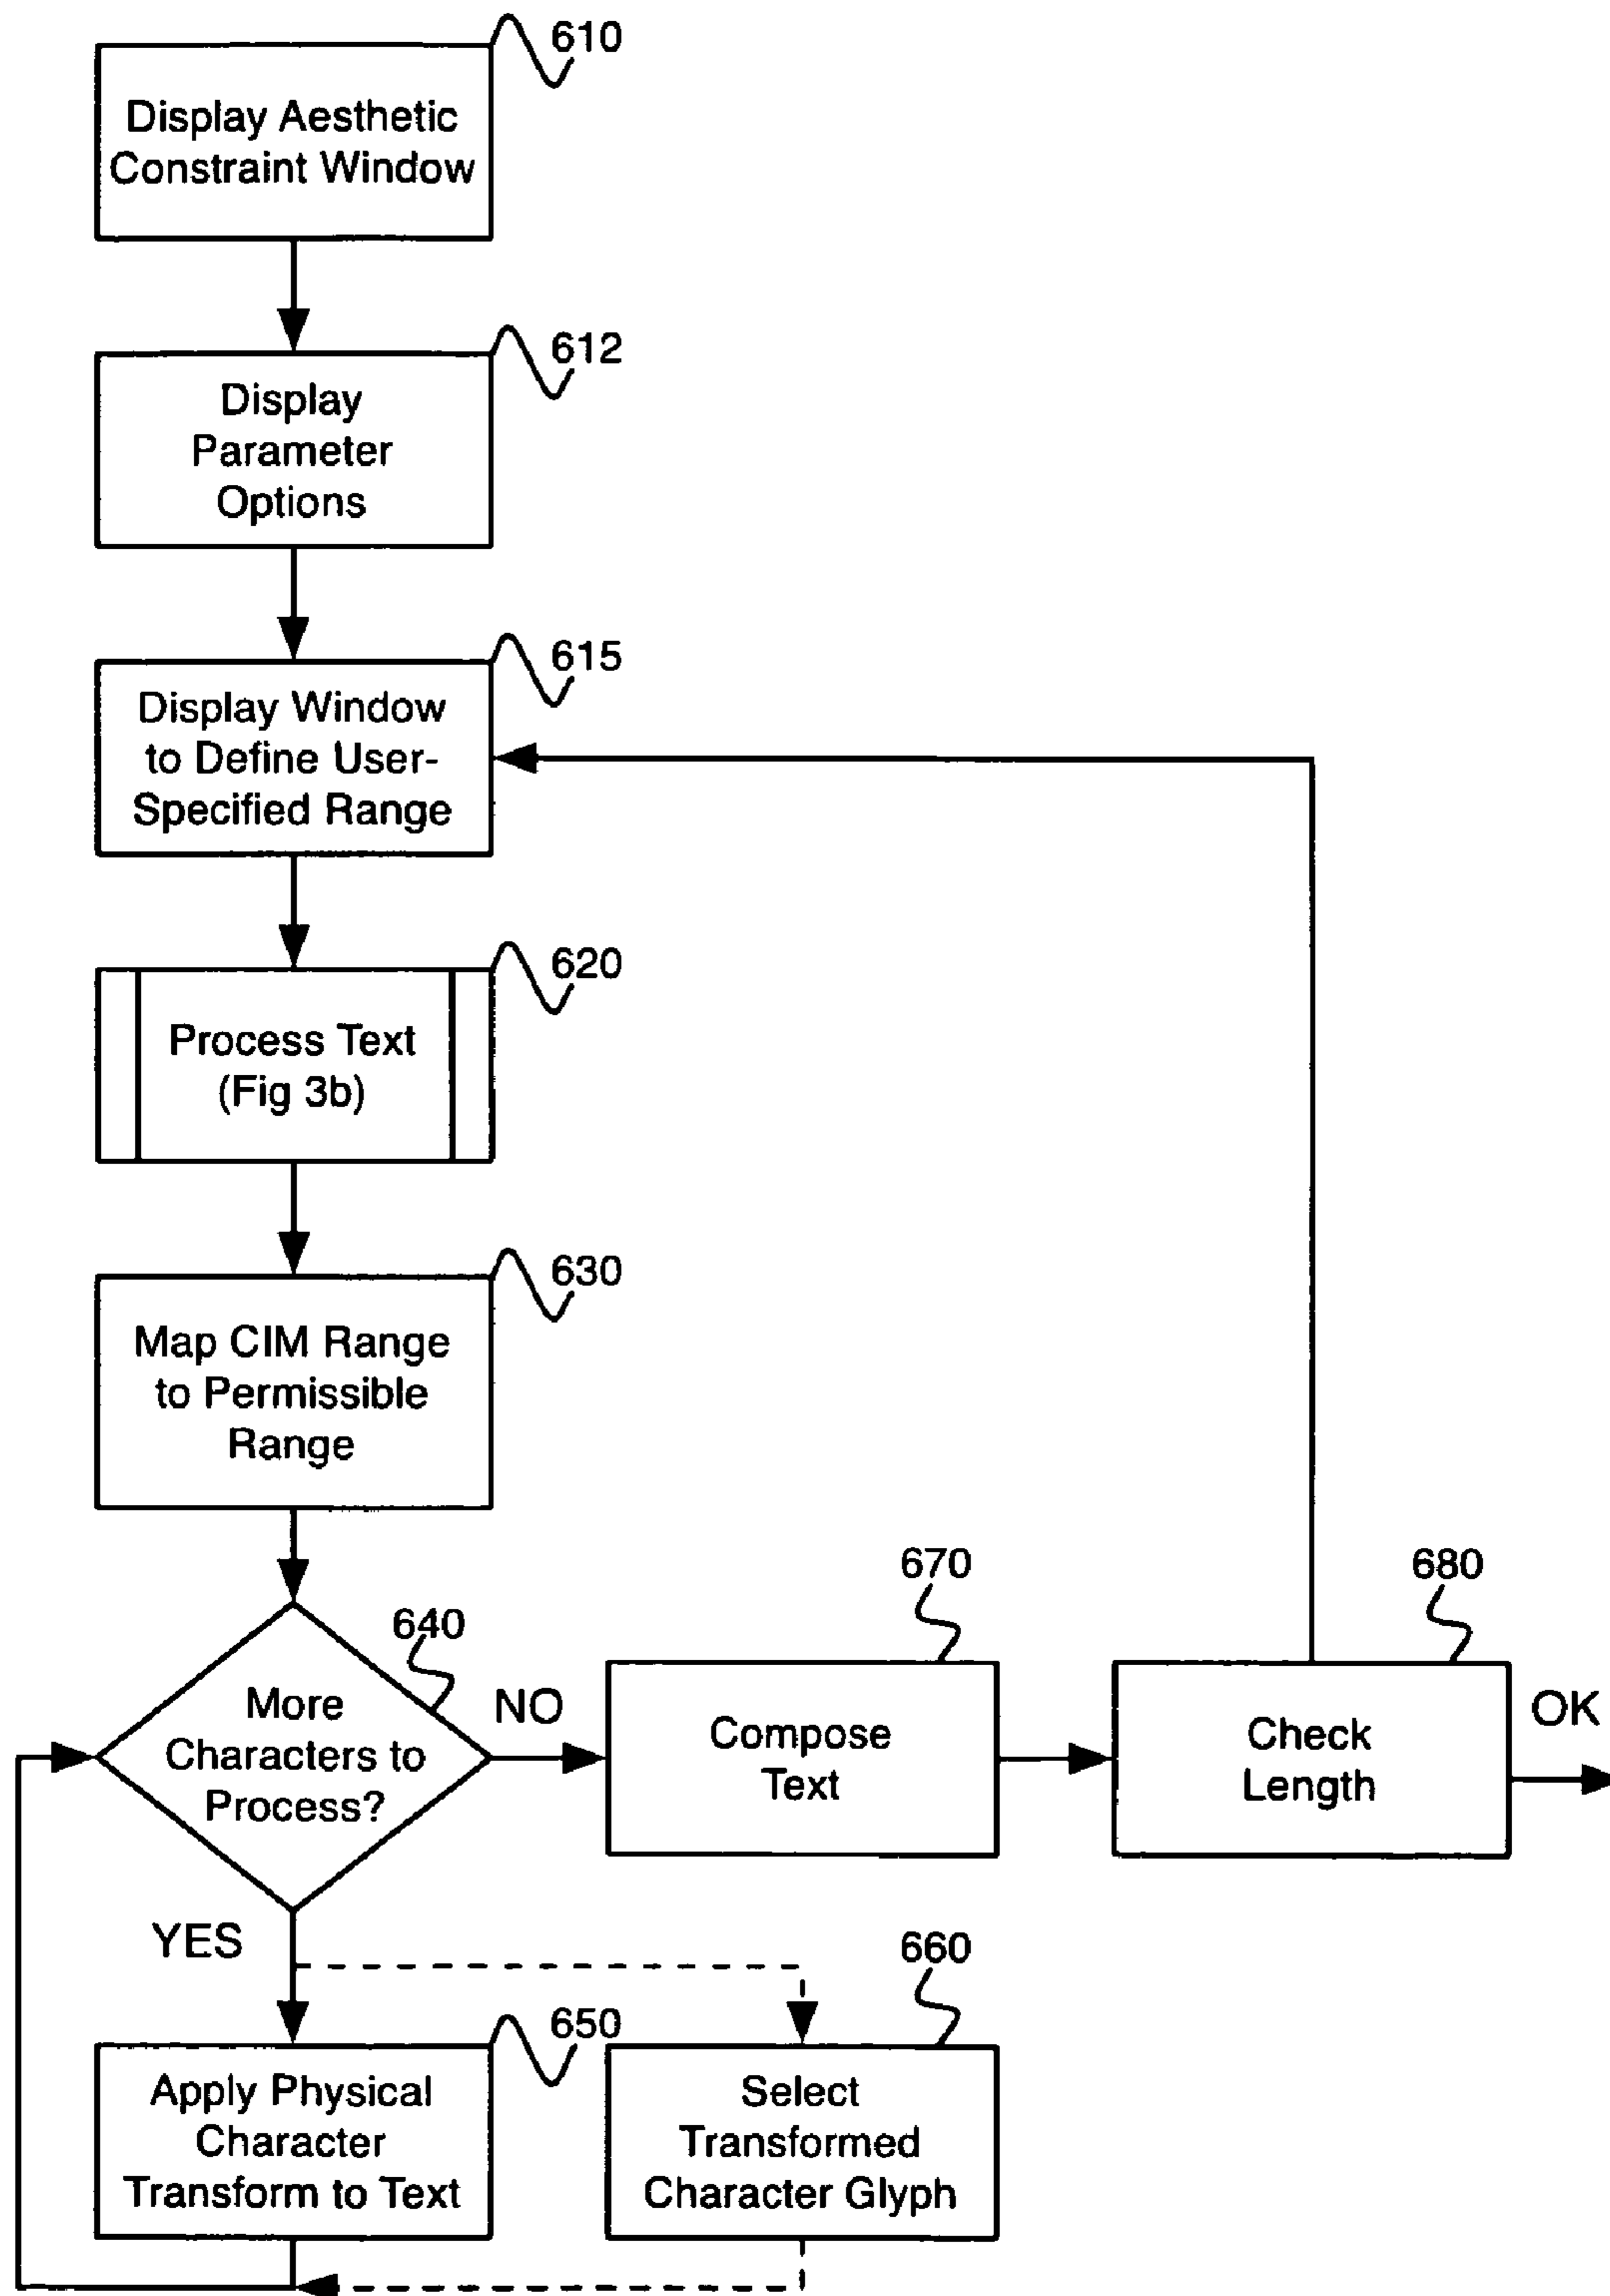 610
Display Aesthetic
Constraint Window
612
Display
Parameter
Options
615
Display Window
to Define User-
Specified Range
620
Process Text
(Fig 3b)
630
Map CIM Range
to Permissible
Range
640
More
Characters to
Process?
NO
670
Compose
Text
680
Check
Length
OK
YES
650
Apply Physical
Character
Transform to Text
660
Select
Transformed
Character Glyph